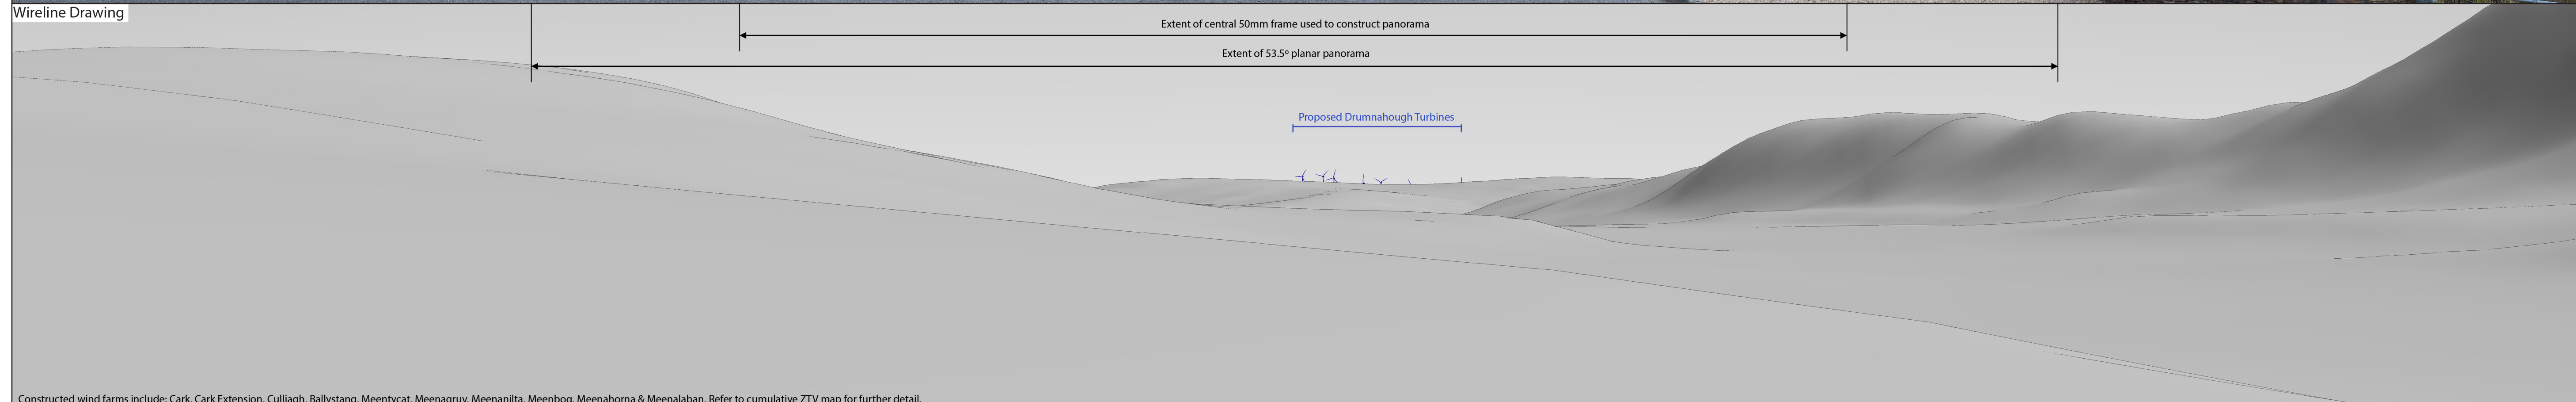 Wireline Drawing
Extent of central 50mm frame used to construct panorama
Extent of 53.5º planar panorama
Proposed Drumnahough Turbines
Constructed wind farms include: Cark, Cark Extension, Culliagh, Ballystang, Meentycat, Meenagruv, Meenanilta, Meenbog, Meenahorna & Meenalaban. Refer to cumulative ZTV map for further detail.